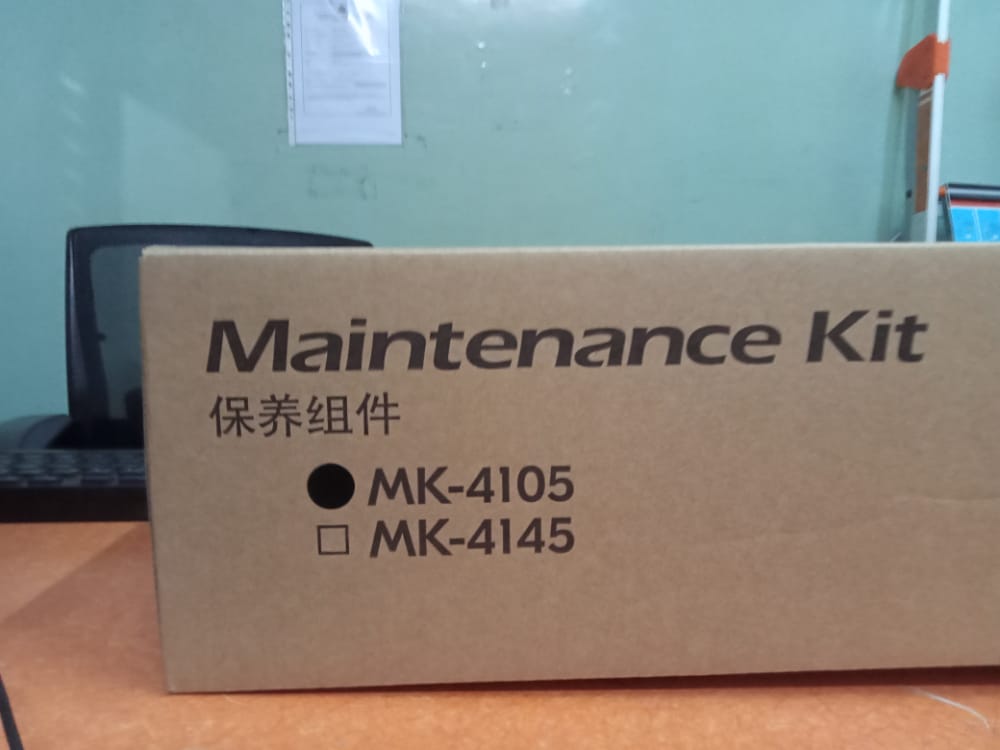 Maintenance Kit
保养组件
MK-4105
MK-4145